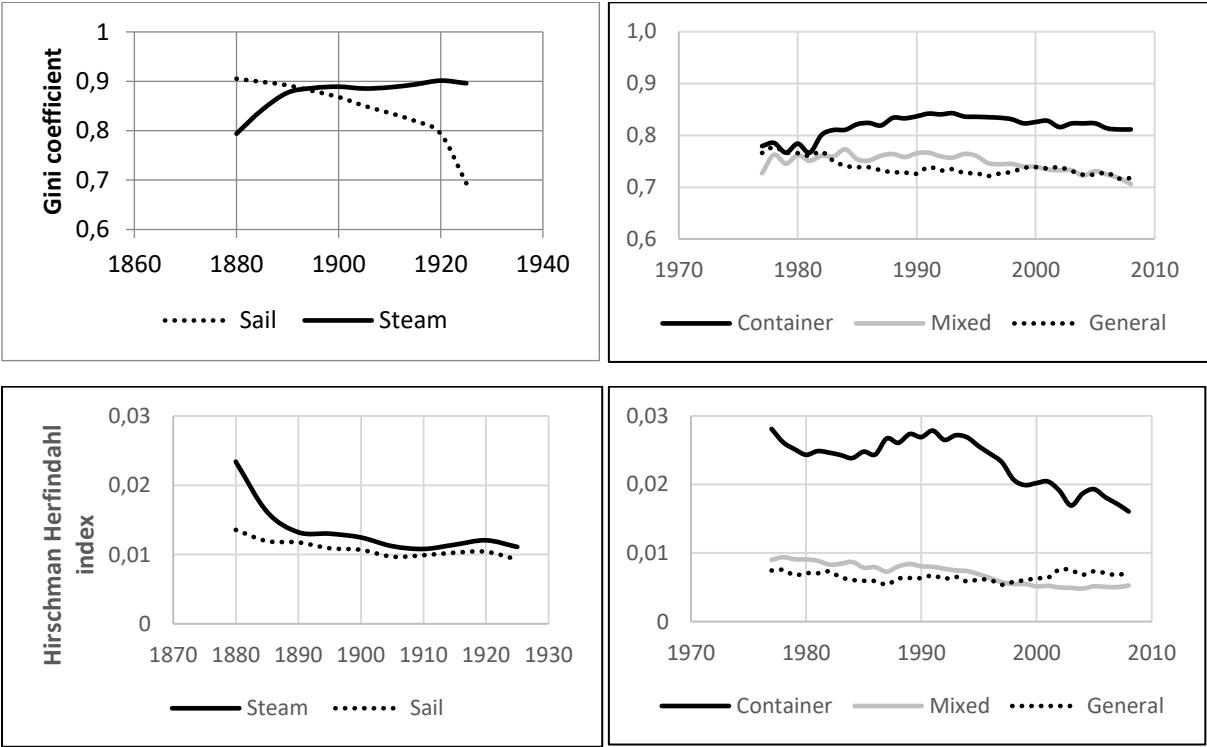 Gini coefficient
1
0,9
0,8
0,7
0,6
1860 1880 1900 1920 1940
Sail Steam
1,0
0,9
0,8
0,7
0,6
1970 1980 1990 2000 2010
Container Mixed General
Hirschman Herfindahl
index
0,03
0,02
0,01
0
1870 1880 1890 1900 1910 1920 1930
Steam Sail
0,03
0,02
0,01
0
1970 1980 1990 2000 2010
Container Mixed General